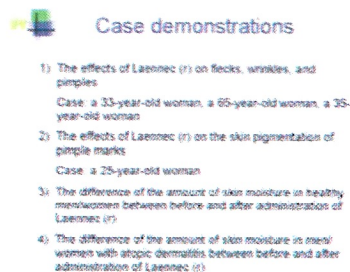 Case demonstrations
1) The effects of Laennec (r) on flecks, wrinkles, and
pimples
Case: a 33-year-old woman, a 65-year-old woman, a 35-
year-old woman
2) The effects of Laennec (r) on the skin pigmentation of
pimple marks
Case: a 25-year-old woman
3) The difference of the amount of skin moisture in healthy
men/women between before and after administration of
Laennec (r)
4) The difference of the amount of skin moisture in men/
women with atopic dermatitis between before and after
administration of Laennec (r)